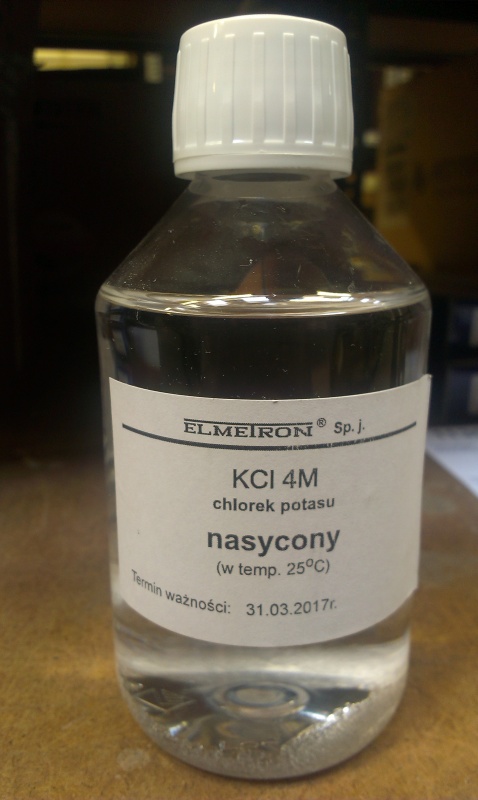 ELMETRON® Sp. j.
KCl 4M
chlorek potasu
nasycony
(w temp. 25°C)
Termin ważności: 31.03.2017r.